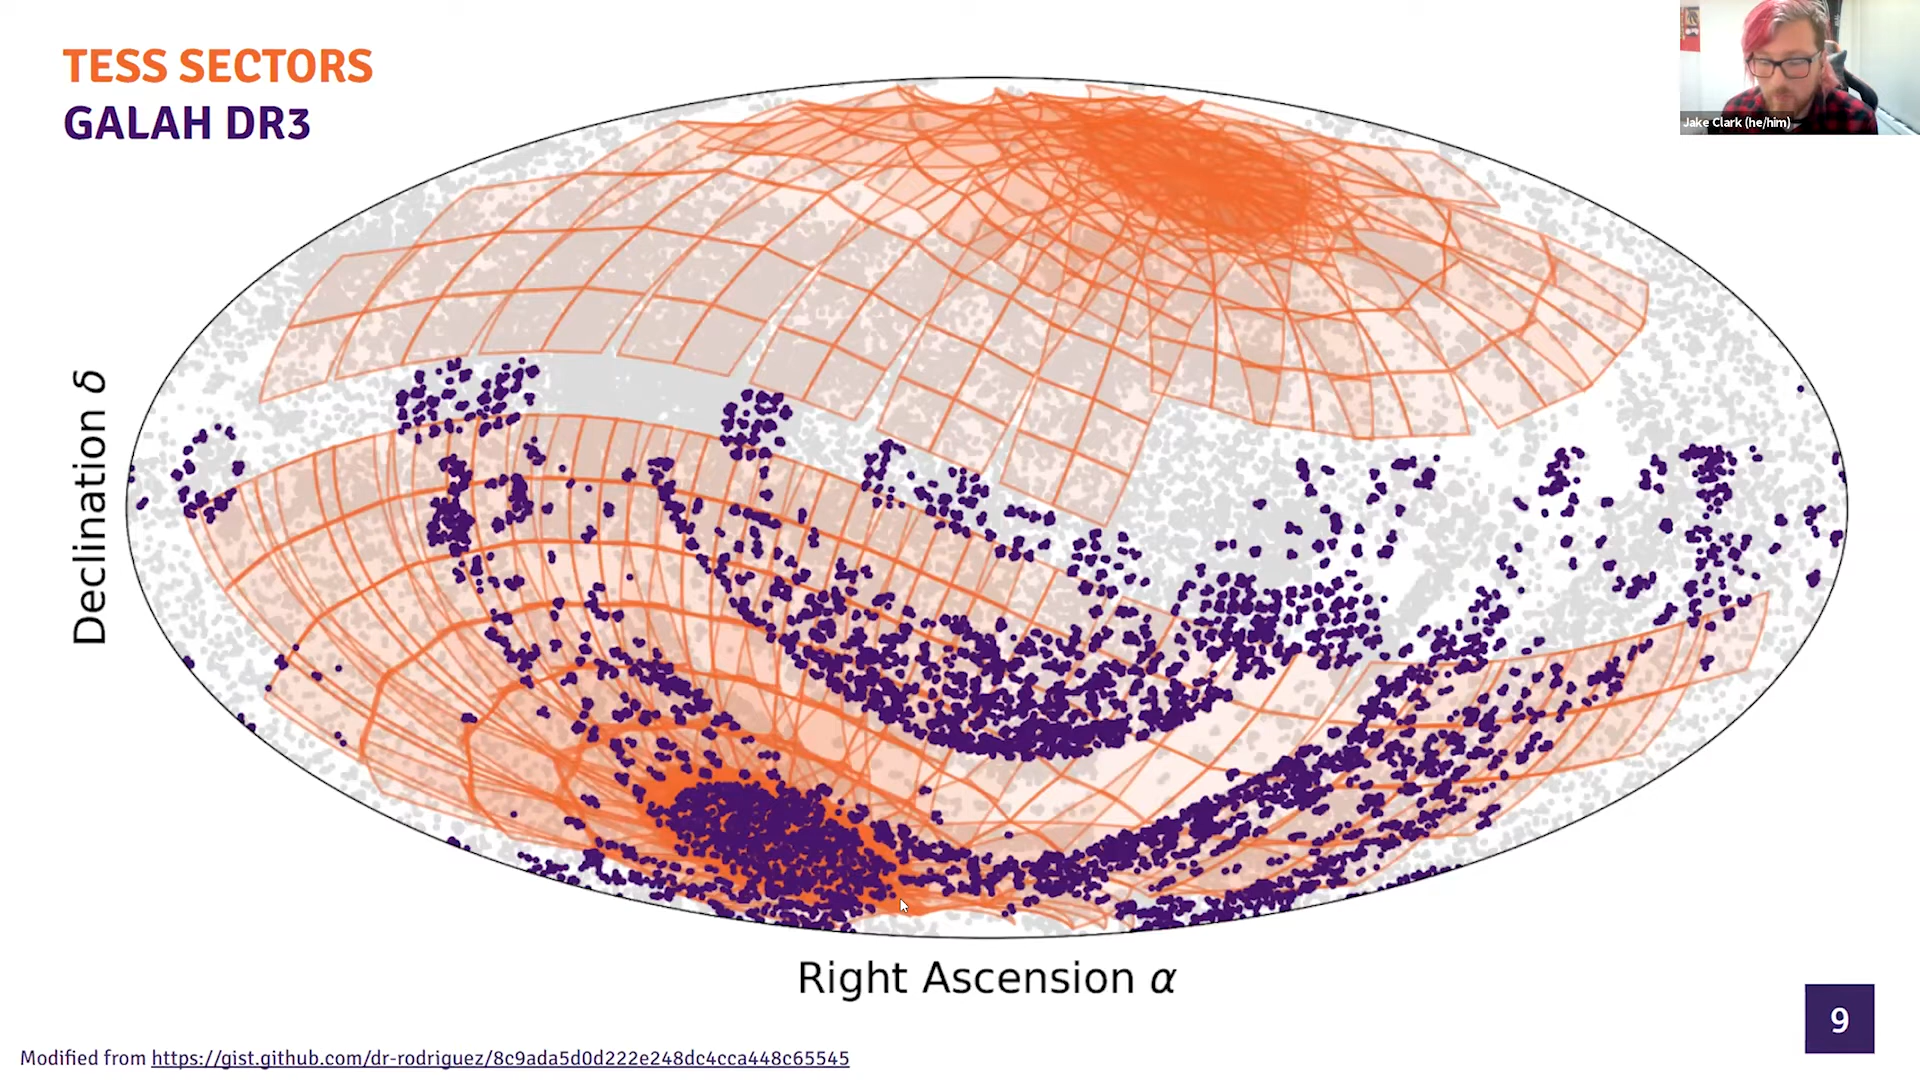 TESS SECTORS
GALAH DR3
Jake Clark (he/him)
Declination δ
Right Ascension α
9
Modified from https://gist.github.com/dr-rodriguez/8c9ada5d0d222e248dc4cca448c65545